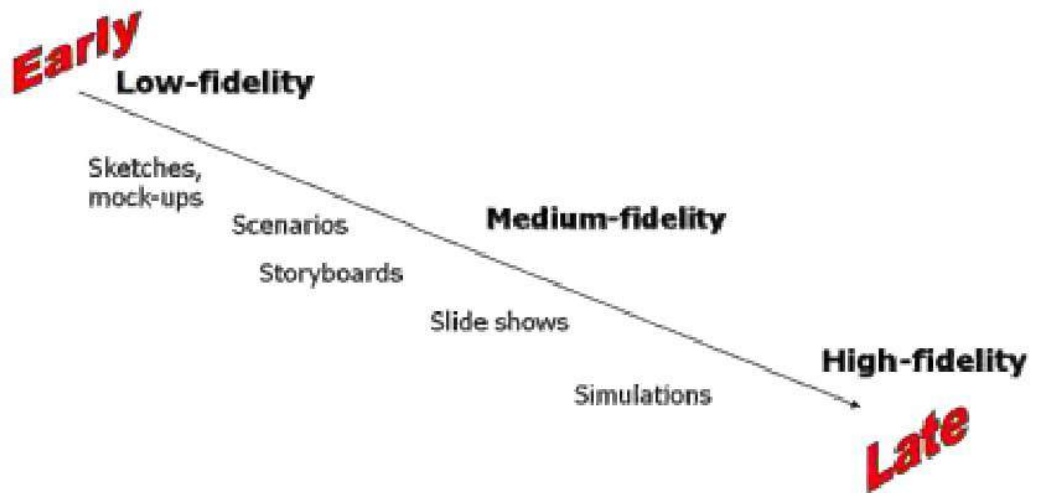 Early
Low-fidelity
Sketches,
mock-ups
Scenarios
Medium-fidelity
Storyboards
Slide shows
High-fidelity
Simulations
Late